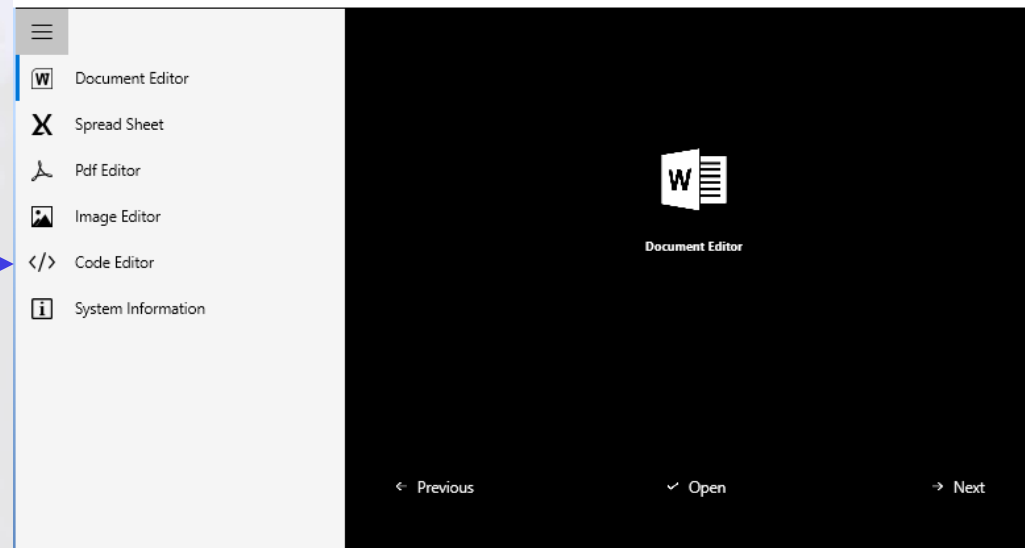 Document Editor
Spread Sheet
Pdf Editor
Image Editor
Code Editor
System Information
W
Document Editor
Previous
Open
Next